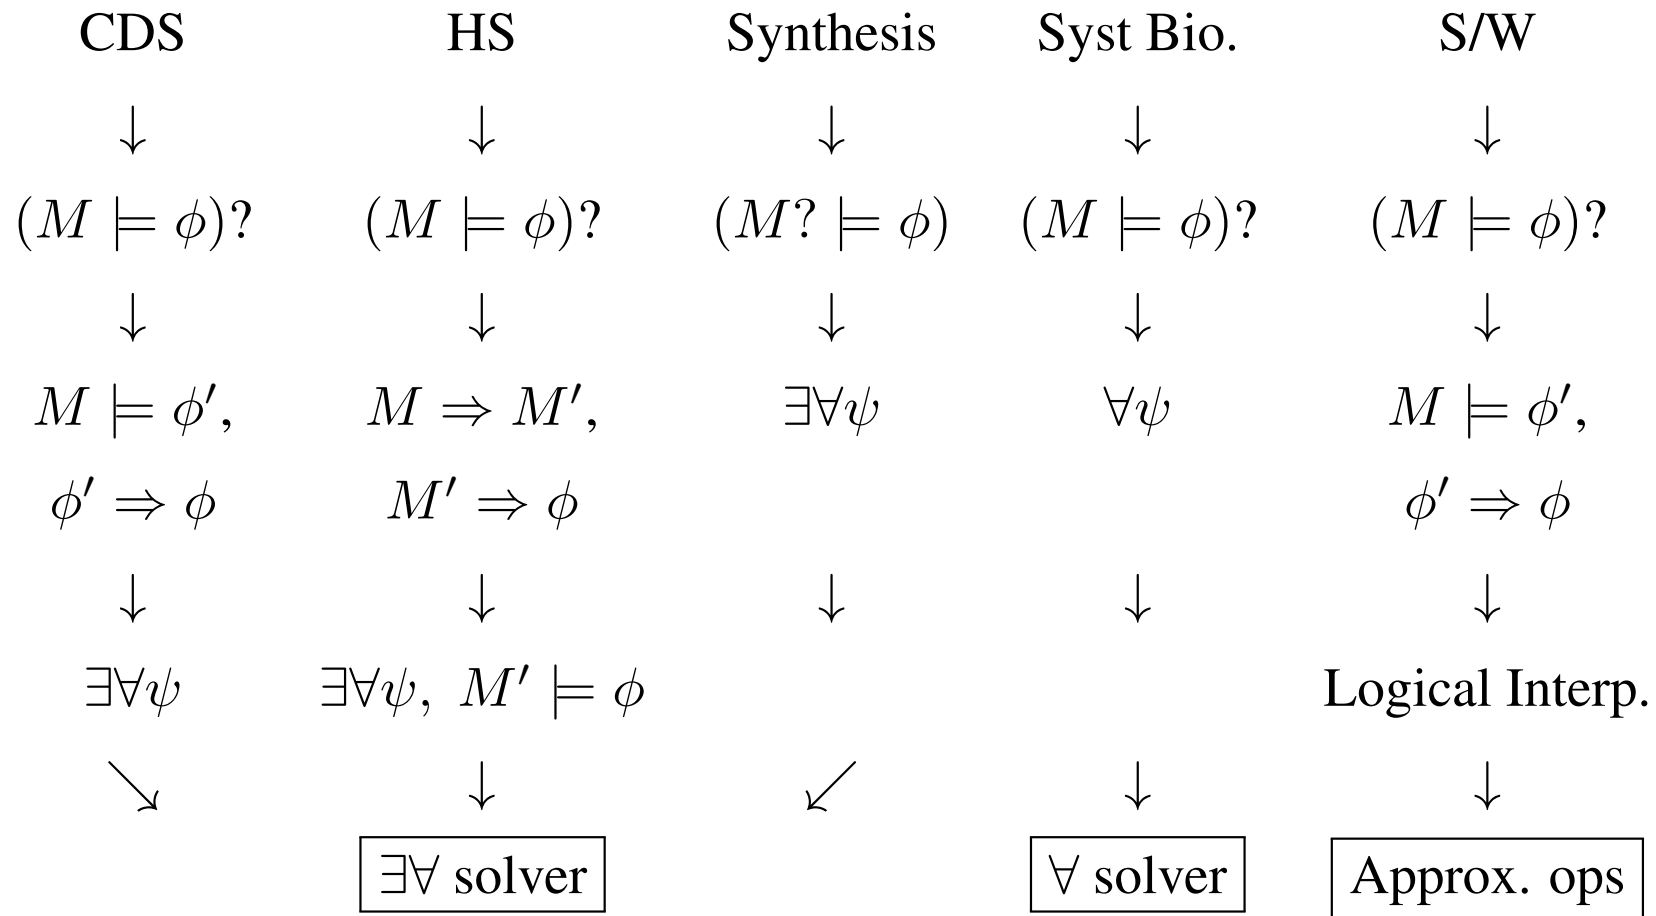 CDS HS Synthesis Syst Bio. S/W
↓ ↓ ↓ ↓ ↓
(M ⊨ ϕ)? (M ⊨ ϕ)? (M? ⊨ ϕ) (M ⊨ ϕ)? (M ⊨ ϕ)?
↓ ↓ ↓ ↓ ↓
M ⊨ ϕ′, M ⇒ M′, ∃∀ψ ∀ψ M ⊨ ϕ′,
ϕ′ ⇒ ϕ M′ ⇒ ϕ ϕ′ ⇒ ϕ
↓ ↓ ↓ ↓ ↓
∃∀ψ ∃∀ψ, M′ ⊨ ϕ Logical Interp.
↘ ↓ ↙ ↓ ↓
∃∀ solver ∀ solver Approx. ops